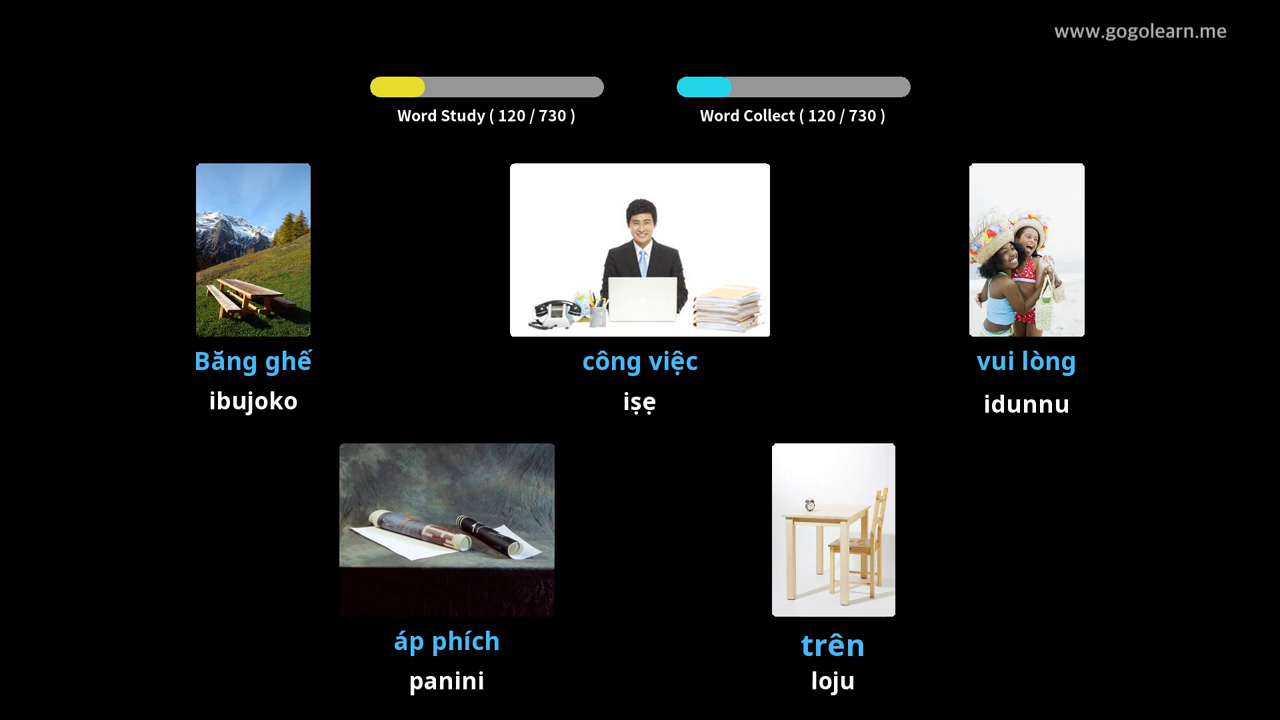 www.gogolearn.me
Word Study ( 120 / 730 )
Word Collect ( 120 / 730 )
Băng ghế
ibujoko
công việc
iṣẹ
vui lòng
idunnu
áp phích
panini
trên
loju